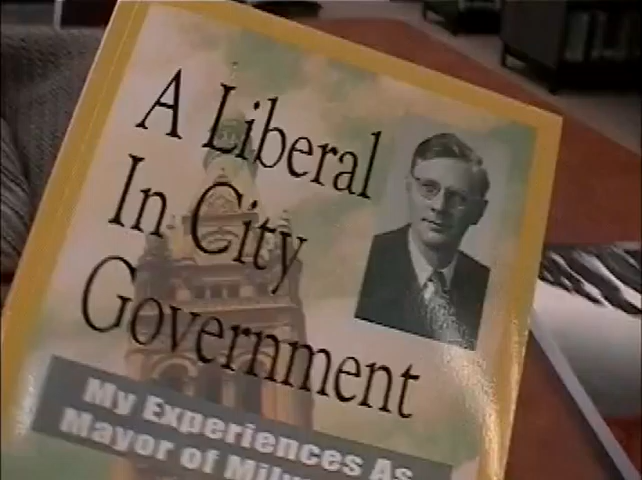 A Liberal
In City
Government
My Experiences As
Mayor of